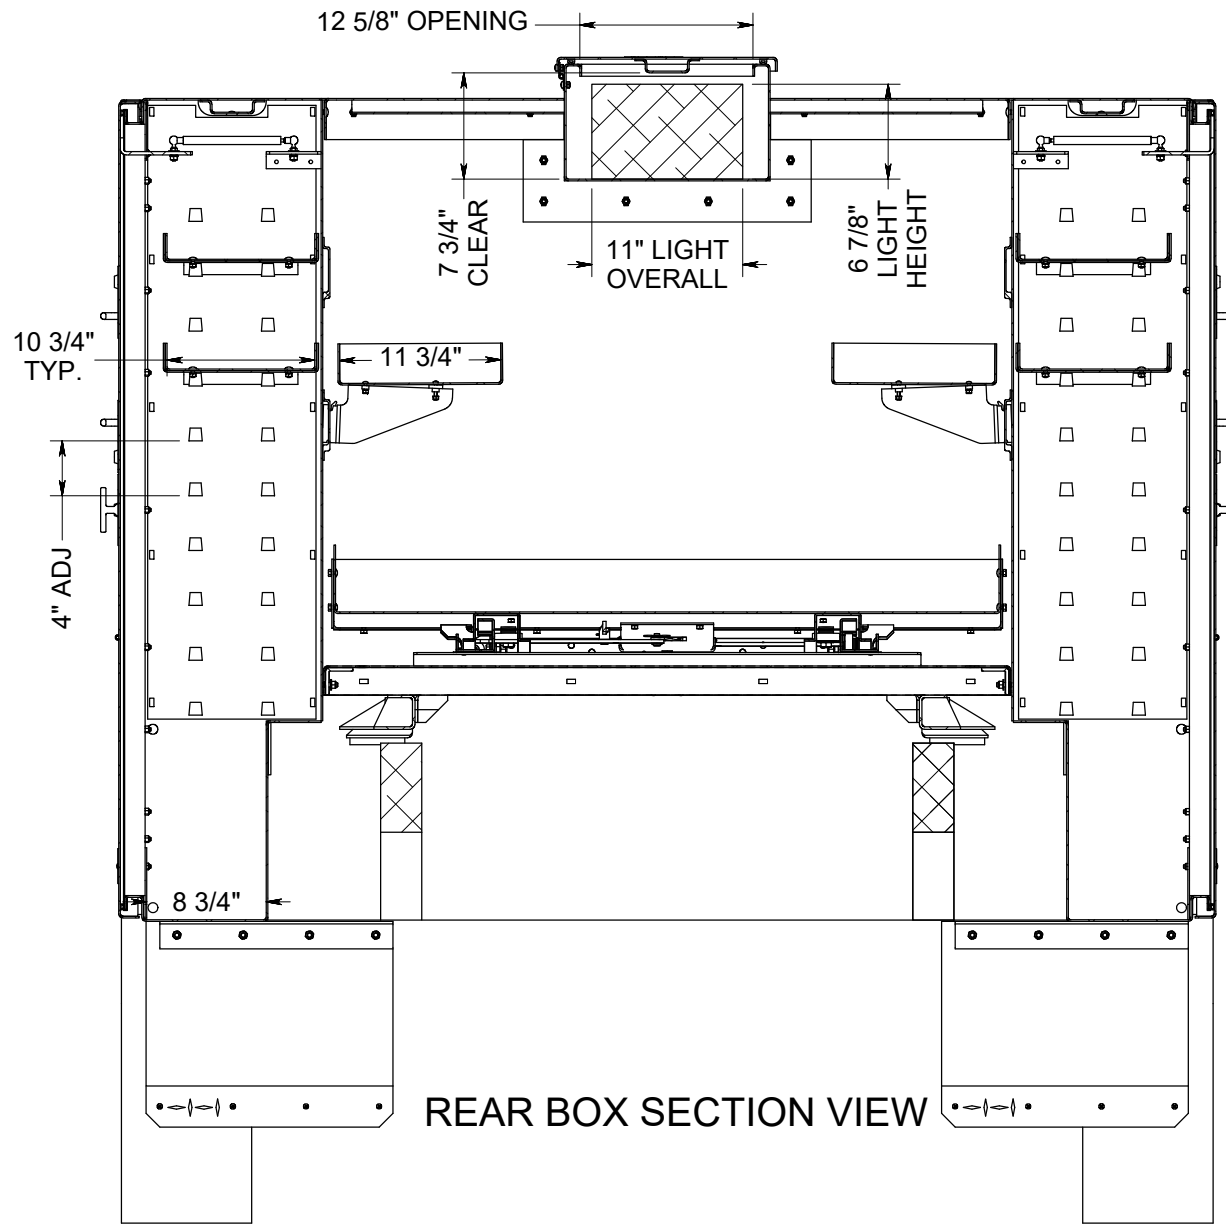 12 5/8" OPENING
7 3/4"
CLEAR
11" LIGHT
OVERALL
6 7/8"
LIGHT
HEIGHT
10 3/4"
TYP.
11 3/4"
4" ADJ
8 3/4"
REAR BOX SECTION VIEW